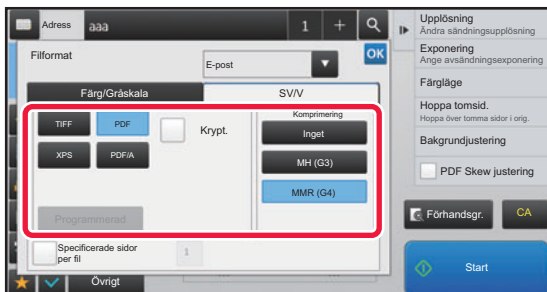 Adress
aaa
1
+
Filformat
E-post
OK
Färg/Gråskala
SV/V
TIFF
PDF
Krypt.
XPS
PDF/A
Programmerad
Komprimering
Inget
MH (G3)
MMR (G4)
Specificerade sidor
per fil
1
Övrigt
Upplösning
Ändra sändningsupplösning
Exponering
Ange avsändningsexponering
Färgläge
Hoppa tomsid.
Hoppa över tomma sidor i orig.
Bakgrundjustering
PDF Skew justering
Förhandsgr.
CA
Start